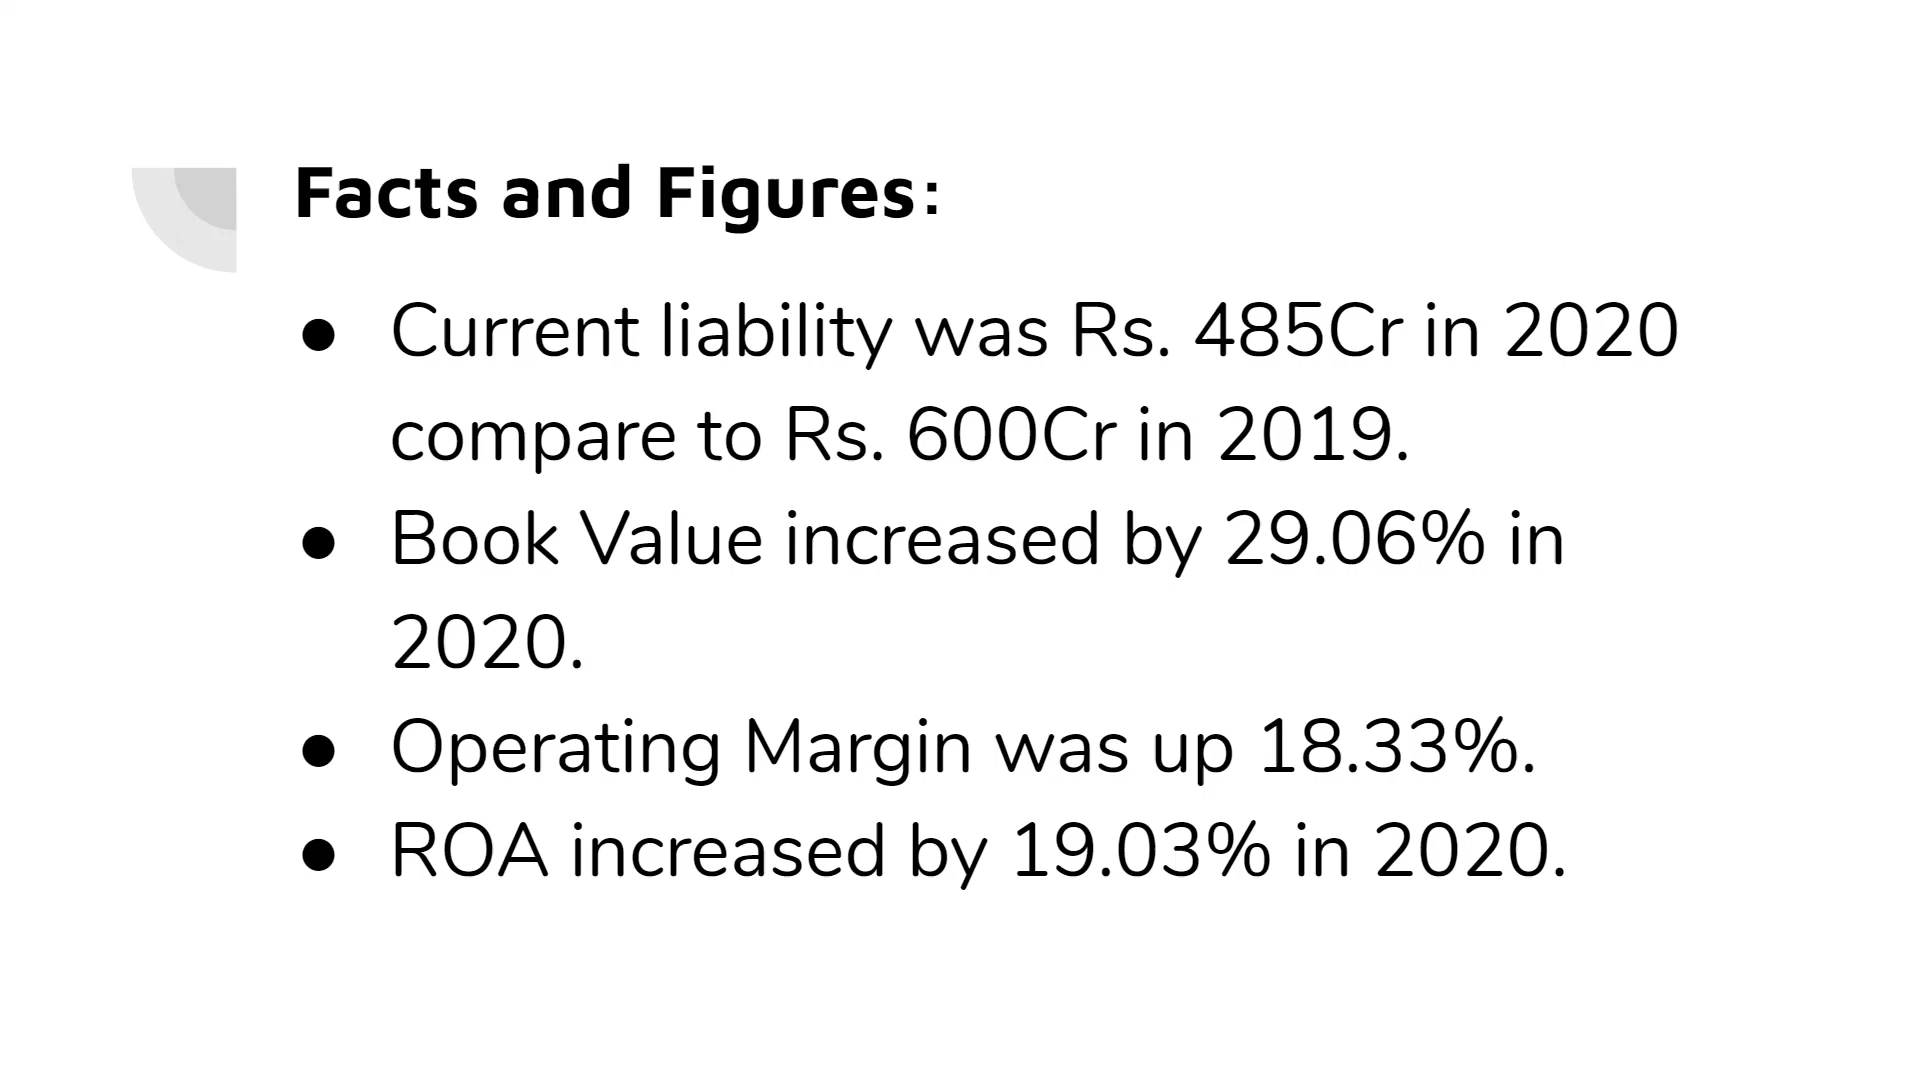 Facts and Figures:
● Current liability was Rs. 485Cr in 2020
compare to Rs. 600Cr in 2019.
● Book Value increased by 29.06% in
2020.
● Operating Margin was up 18.33%.
● ROA increased by 19.03% in 2020.